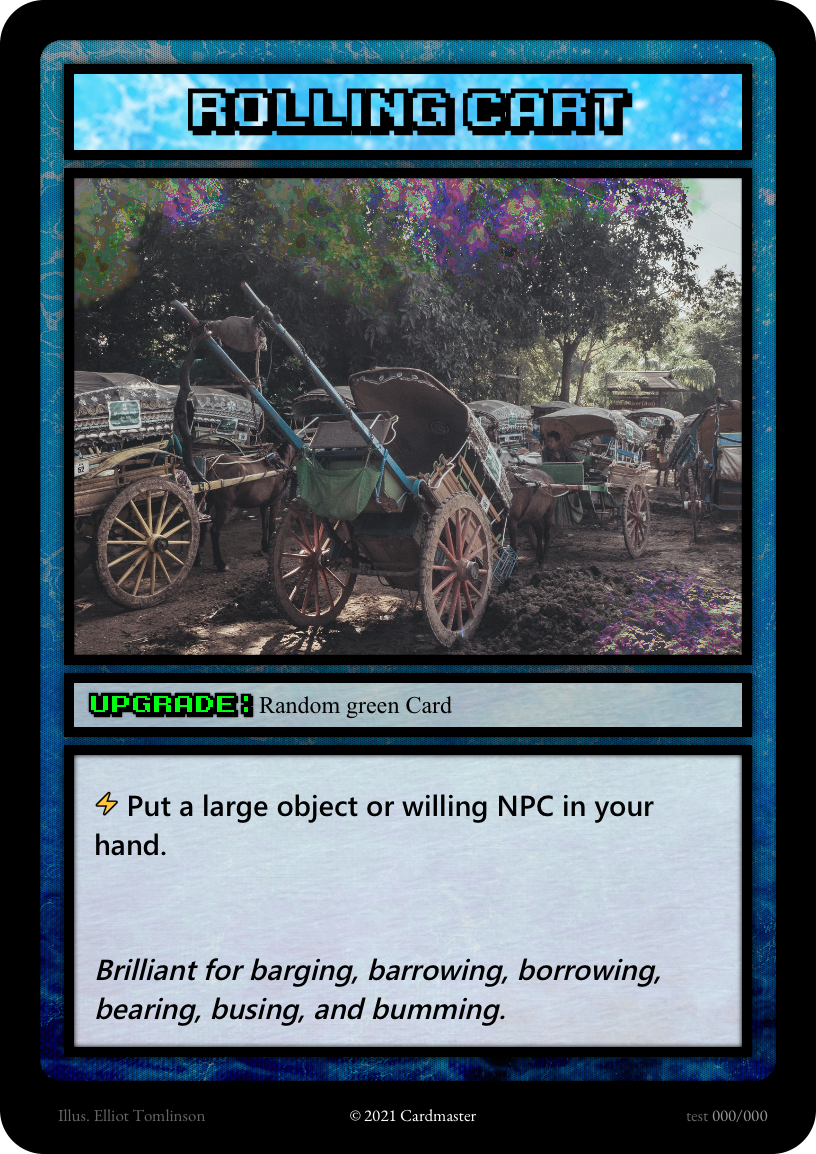 ROLLING CART
UPGRADE: Random green Card
⚡ Put a large object or willing NPC in your
hand.
Brilliant for barging, barrowing, borrowing,
bearing, busing, and bumming.
Illus. Elliot Tomlinson © 2021 Cardmaster test 000/000